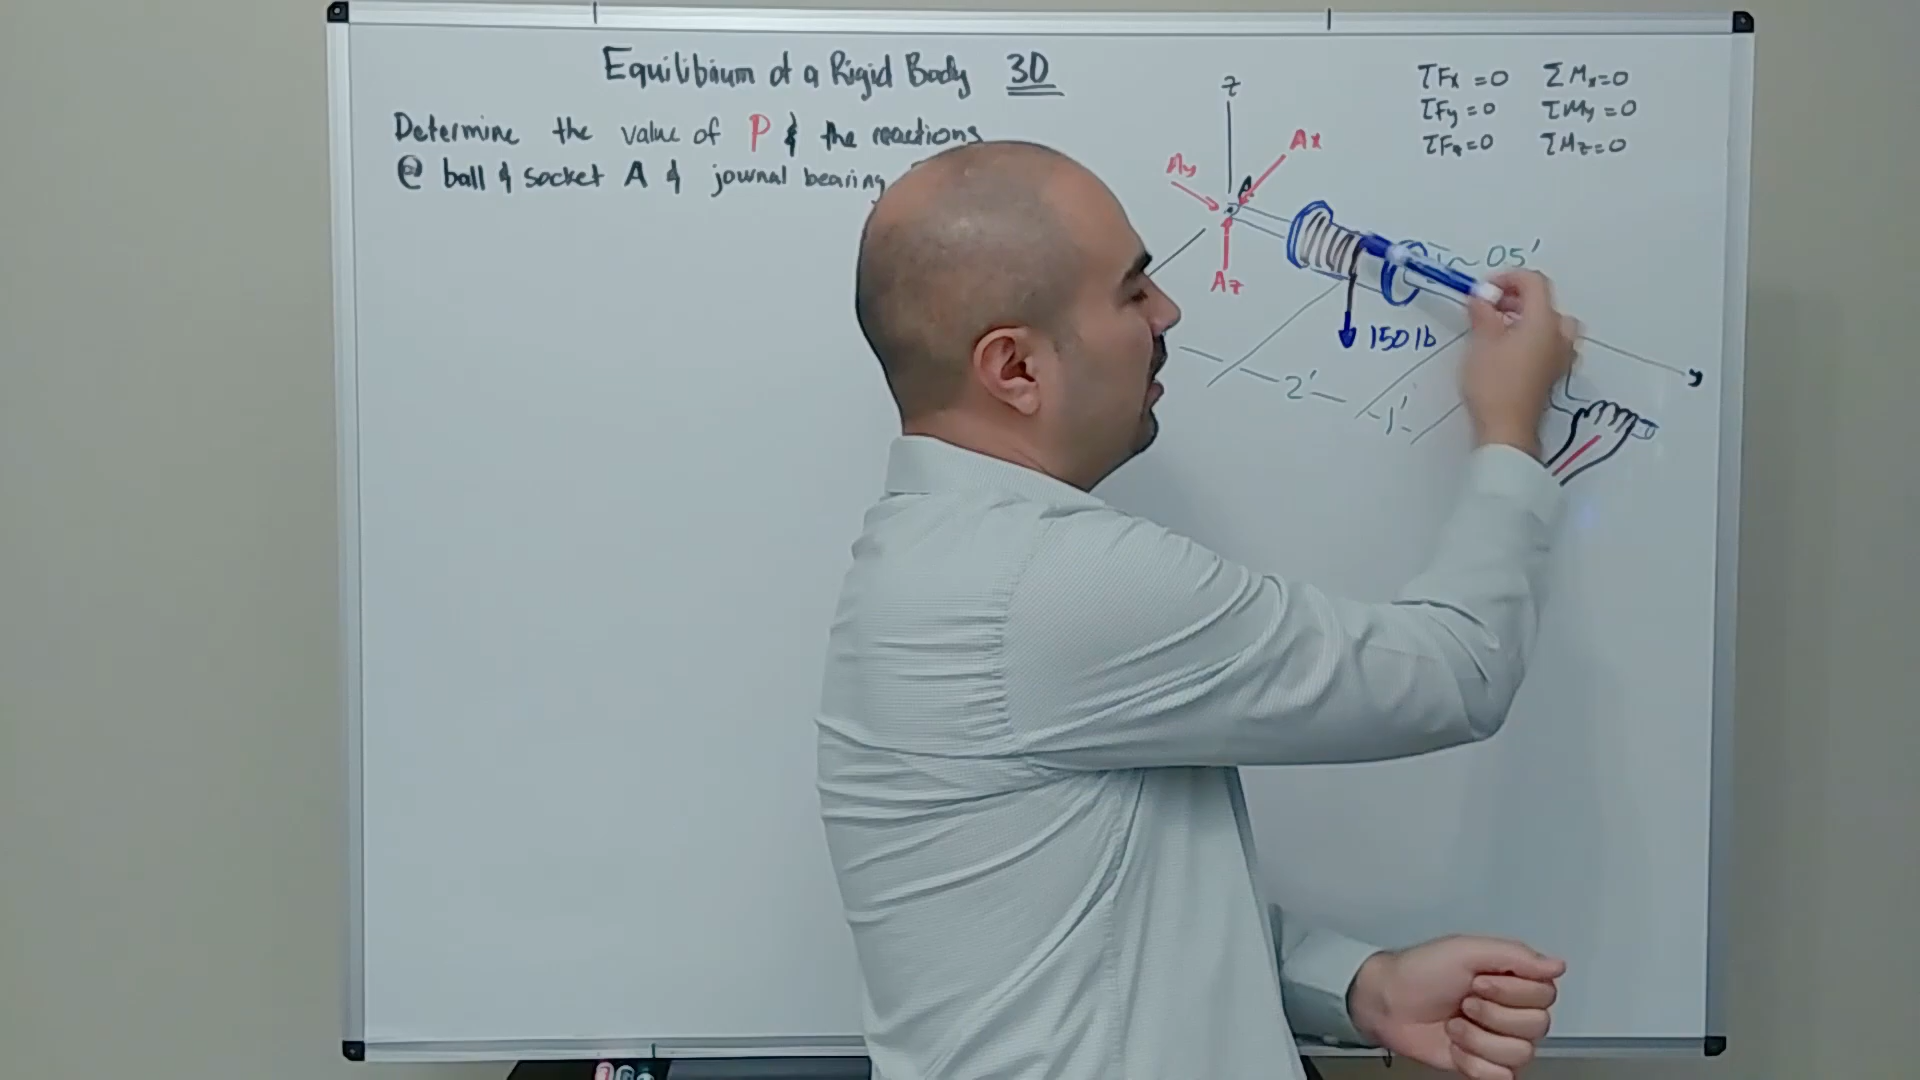 Equilibium of a Rigid Body 3D
Determine the value of P & the reactions
@ ball & socket A & journal bearing
ΣFx = 0 ΣMx = 0
ΣFy = 0 ΣMy = 0
ΣFz = 0 ΣMz = 0
z
Ax
Ay
A
Az
0.5'
150 lb
y
2'
1'